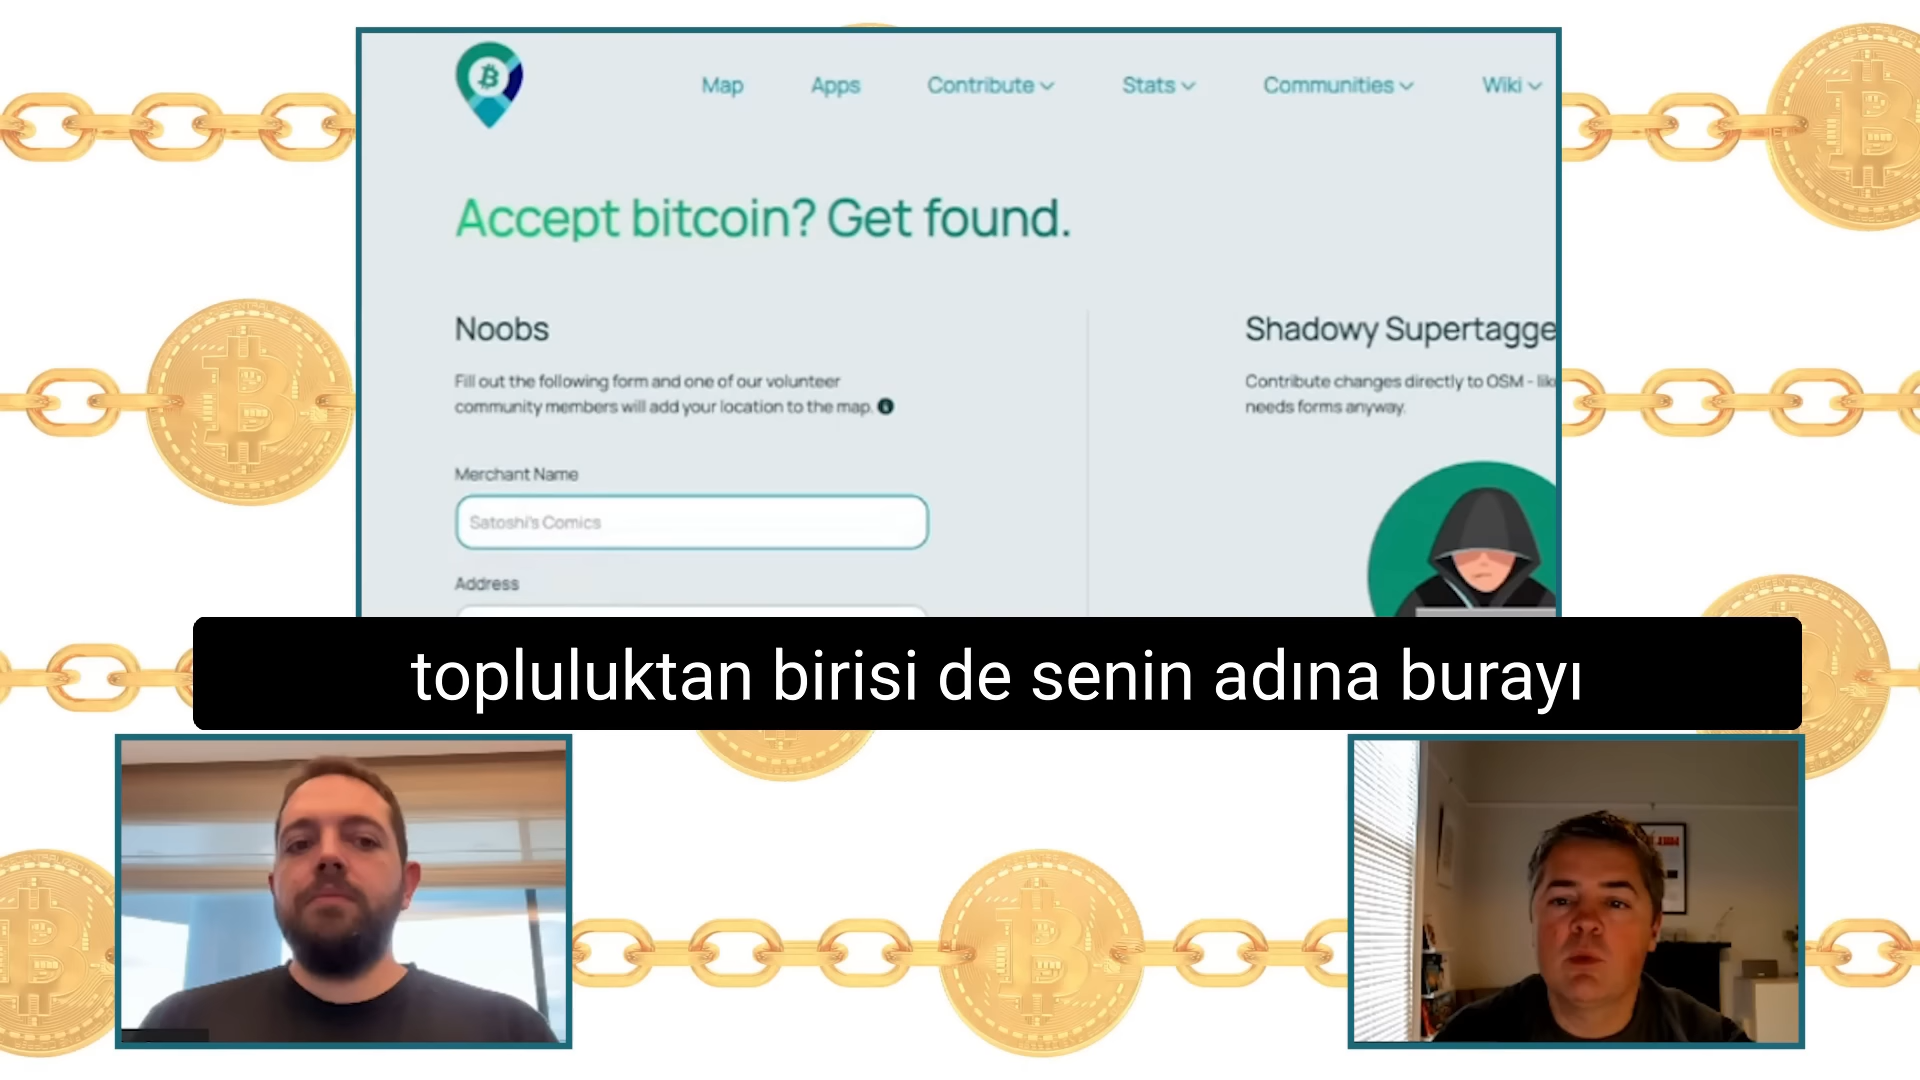 Map Apps Contribute Stats Communities Wiki
Accept bitcoin? Get found.
Noobs
Fill out the following form and one of our volunteer
community members will add your location to the map.
Merchant Name
Satoshi's Comics
Address
Shadowy Supertagge
Contribute changes directly to OSM - lik
needs forms anyway.
topluluktan birisi de senin adına burayı